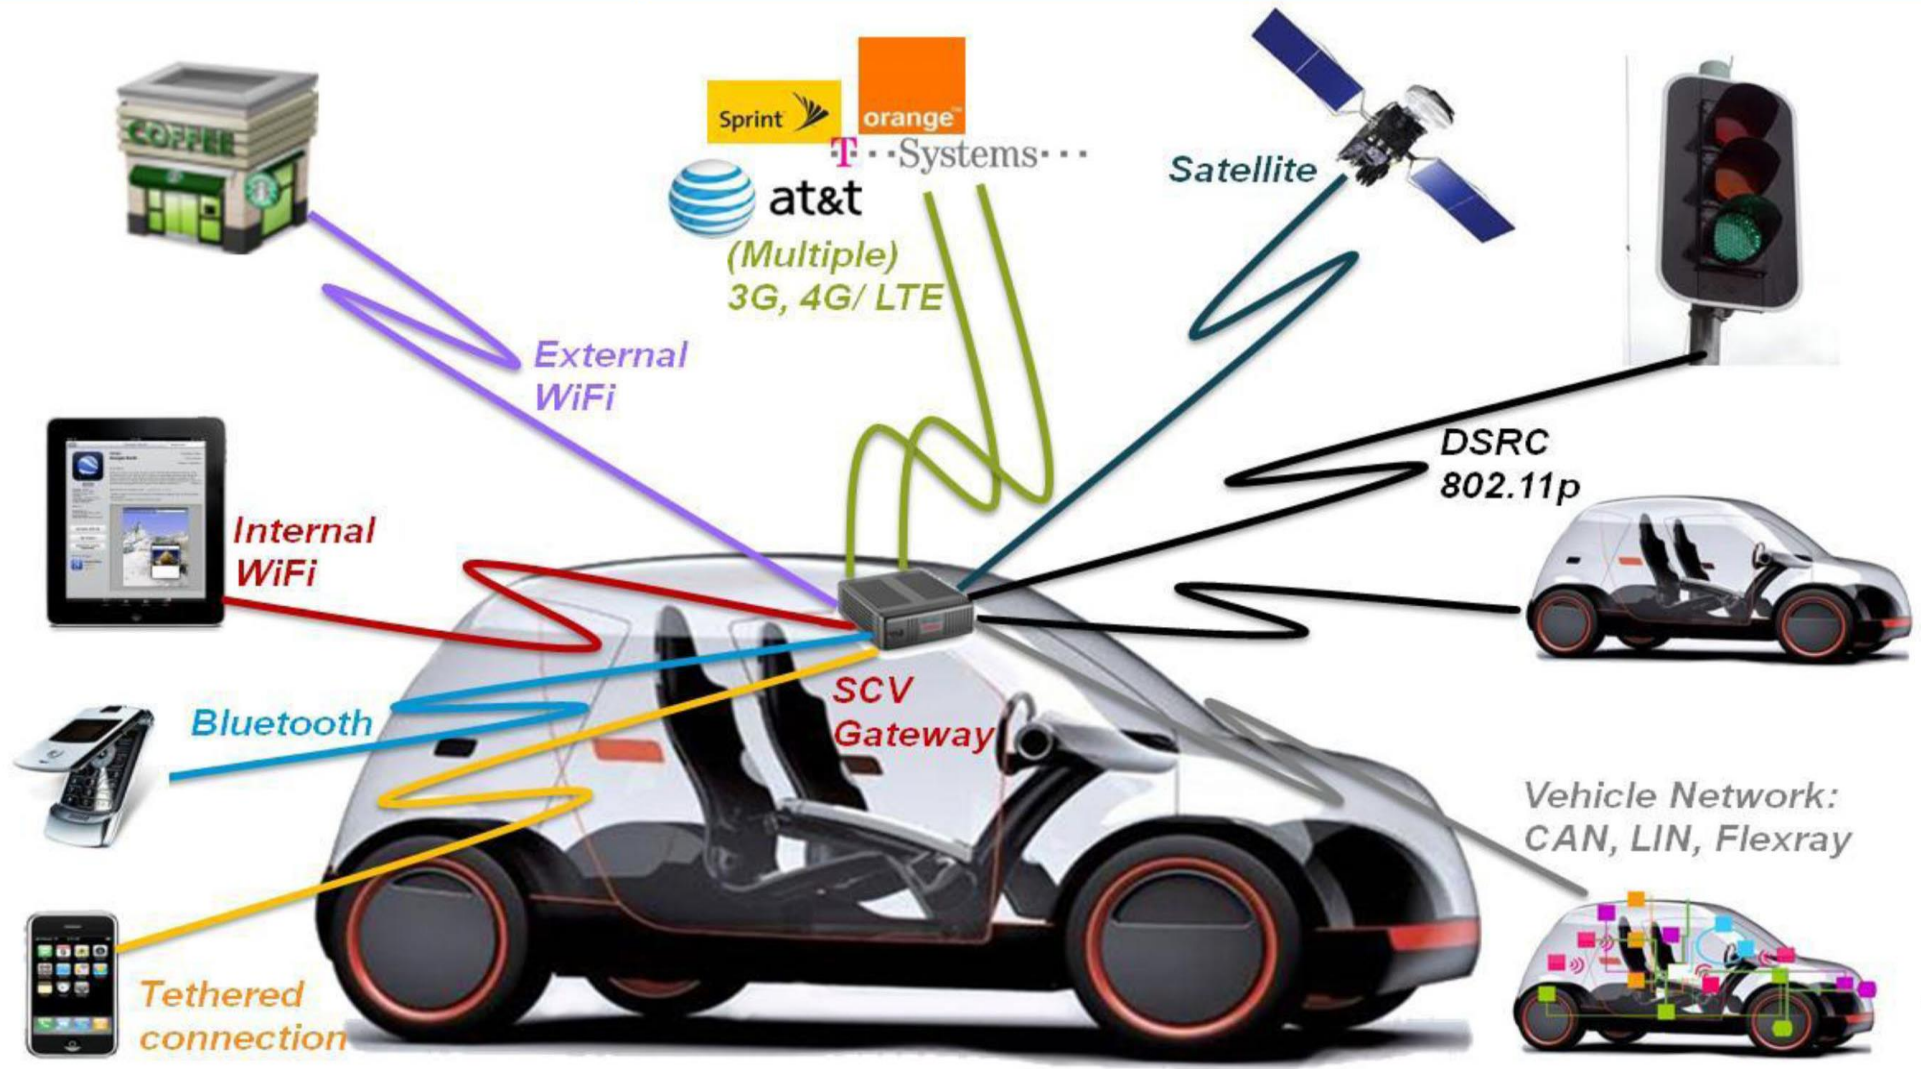 COFFEE
Sprint
orange™
T··Systems···
at&t
(Multiple)
3G, 4G/ LTE
Satellite
External
WiFi
Internal
WiFi
DSRC
802.11p
Bluetooth
SCV
Gateway
Vehicle Network:
CAN, LIN, Flexray
Tethered
connection